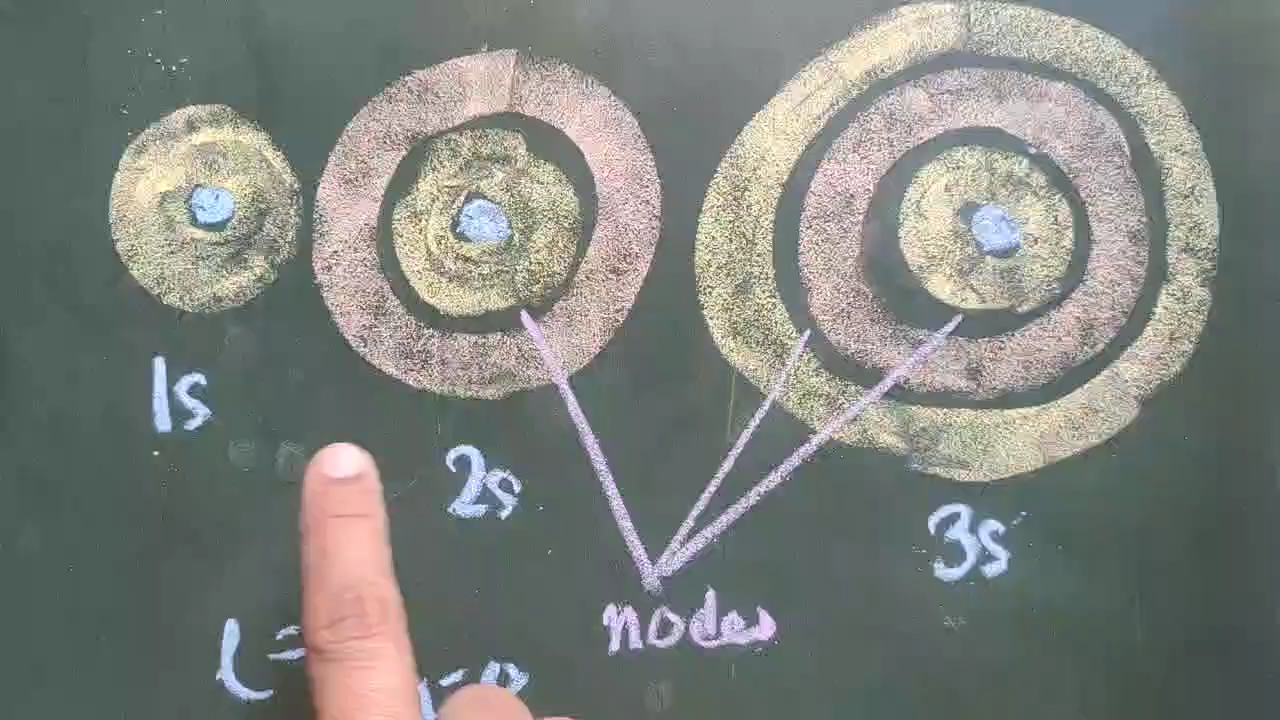 1s
2s
3s
nodes
l =